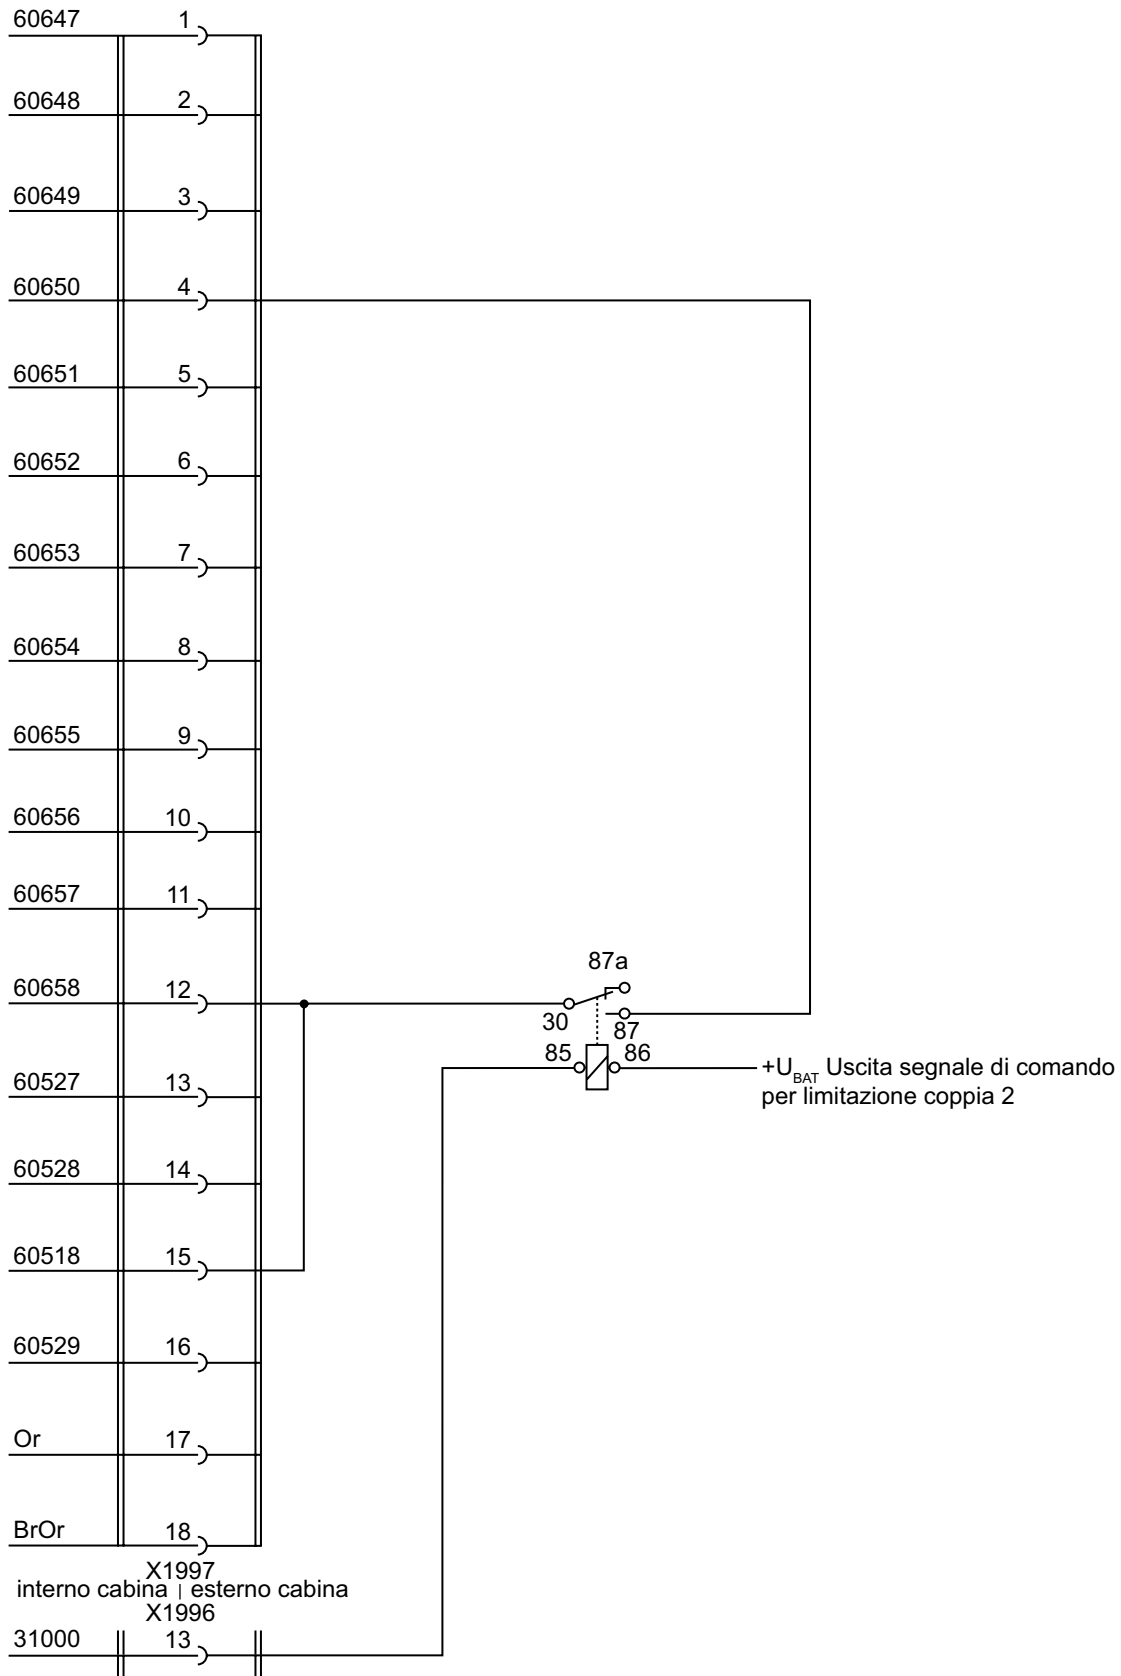 60647 1
60648 2
60649 3
60650 4
60651 5
60652 6
60653 7
60654 8
60655 9
60656 10
60657 11
87a
60658 12
30
87
85 86
+UBAT Uscita segnale di comando
per limitazione coppia 2
60527 13
60528 14
60518 15
60529 16
Or 17
BrOr 18
X1997
interno cabina | esterno cabina
X1996
31000 13